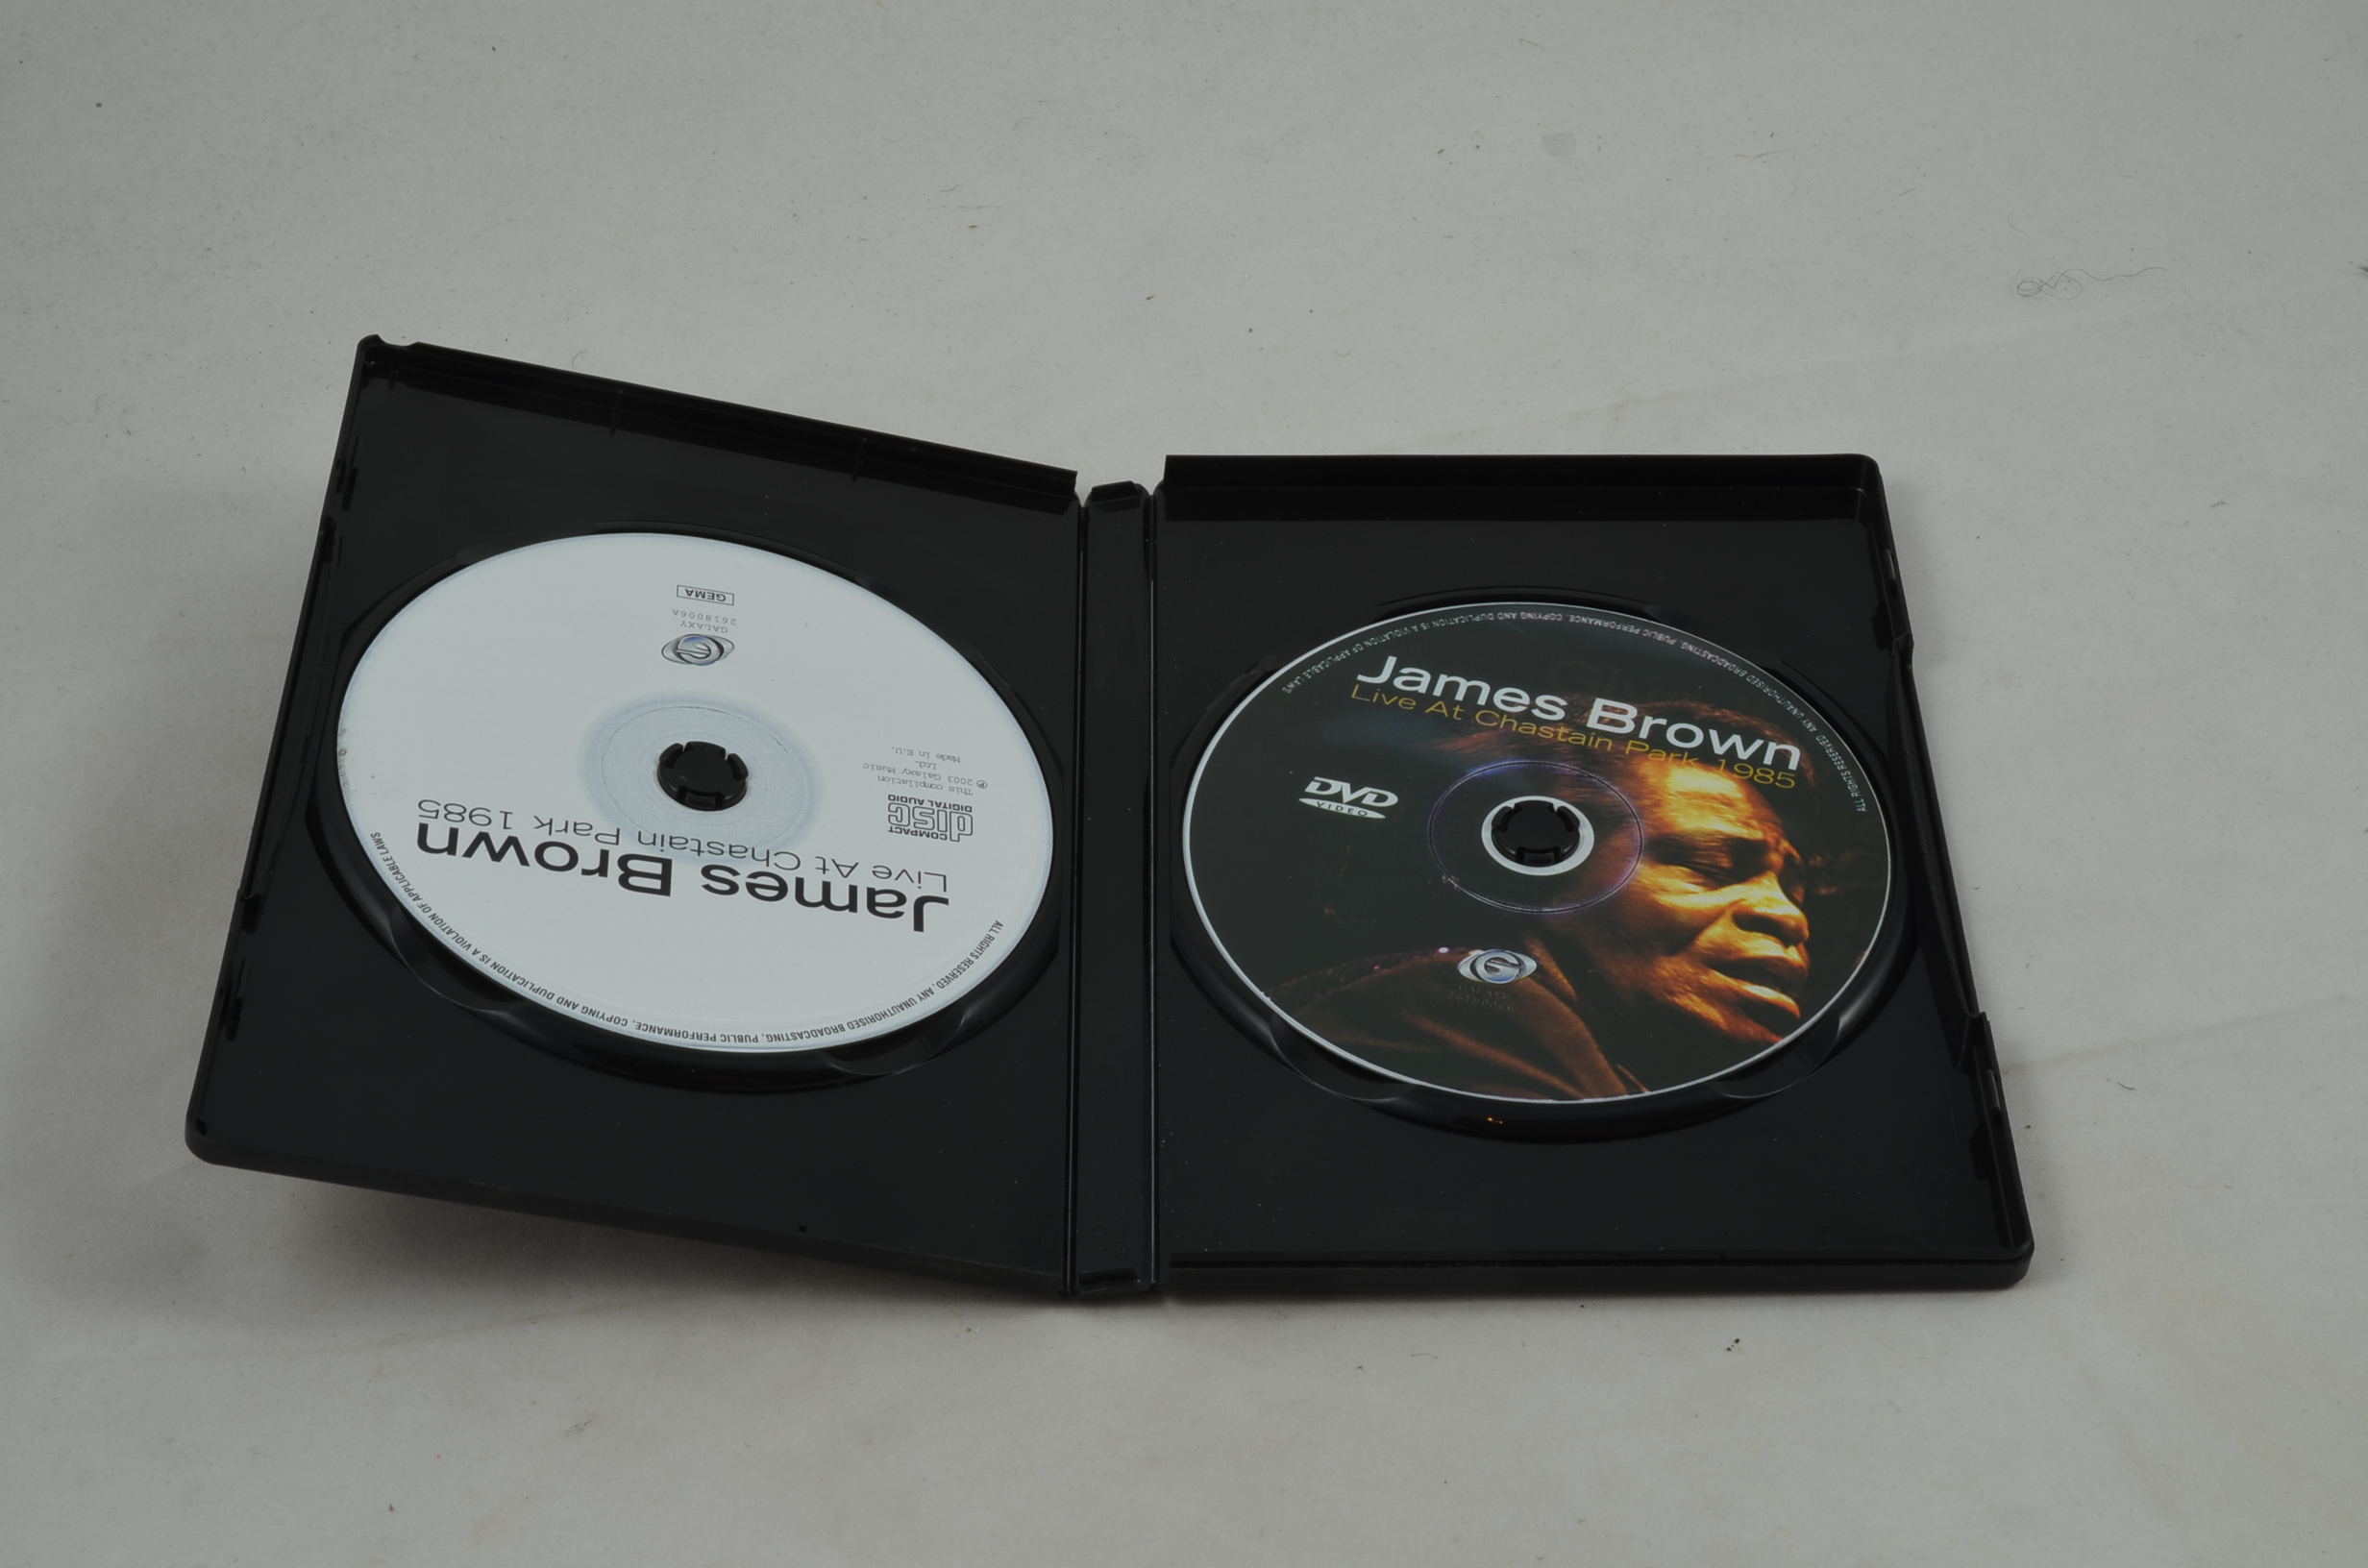 James Brown
Live At Chastain Park 1985
COMPACT
disc
DIGITAL AUDIO
This compilation
℗ 2003 Galaxy Music
Ltd.
Made in E.U.
GALAXY
2618006A
GEMA
ALL RIGHTS RESERVED. ANY UNAUTHORISED BROADCASTING, PUBLIC PERFORMANCE, COPYING AND DUPLICATION IS A VIOLATION OF APPLICABLE LAWS
James Brown
Live At Chastain Park 1985
DVD
VIDEO
GALAXY
ALL RIGHTS RESERVED. ANY UNAUTHORISED BROADCASTING, PUBLIC PERFORMANCE, COPYING AND DUPLICATION IS A VIOLATION OF APPLICABLE LAWS